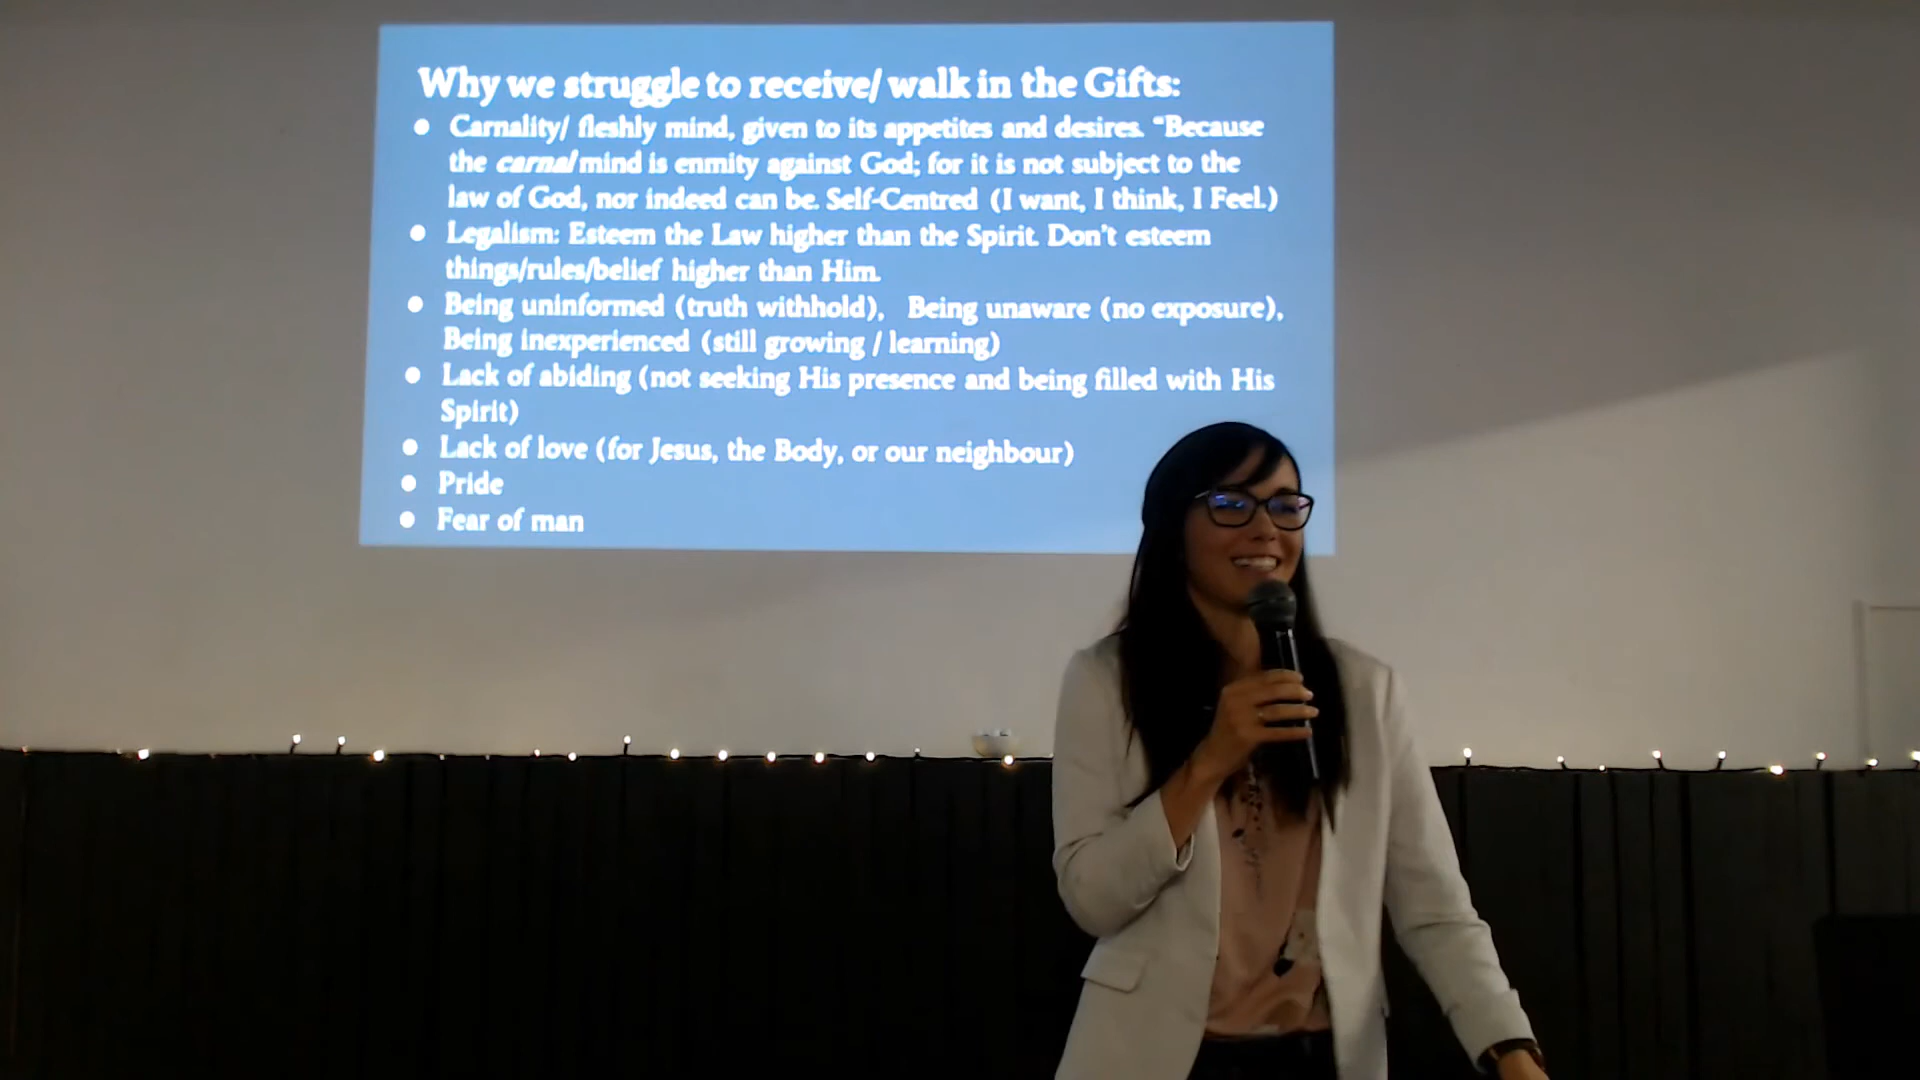 Why we struggle to receive/ walk in the Gifts:
● Carnality/ fleshly mind, given to its appetites and desires. "Because
the carnal mind is enmity against God; for it is not subject to the
law of God, nor indeed can be. Self-Centred (I want, I think, I Feel.)
● Legalism: Esteem the Law higher than the Spirit. Don't esteem
things/rules/belief higher than Him.
● Being uninformed (truth withhold), Being unaware (no exposure),
Being inexperienced (still growing / learning)
● Lack of abiding (not seeking His presence and being filled with His
Spirit)
● Lack of love (for Jesus, the Body, or our neighbour)
● Pride
● Fear of man